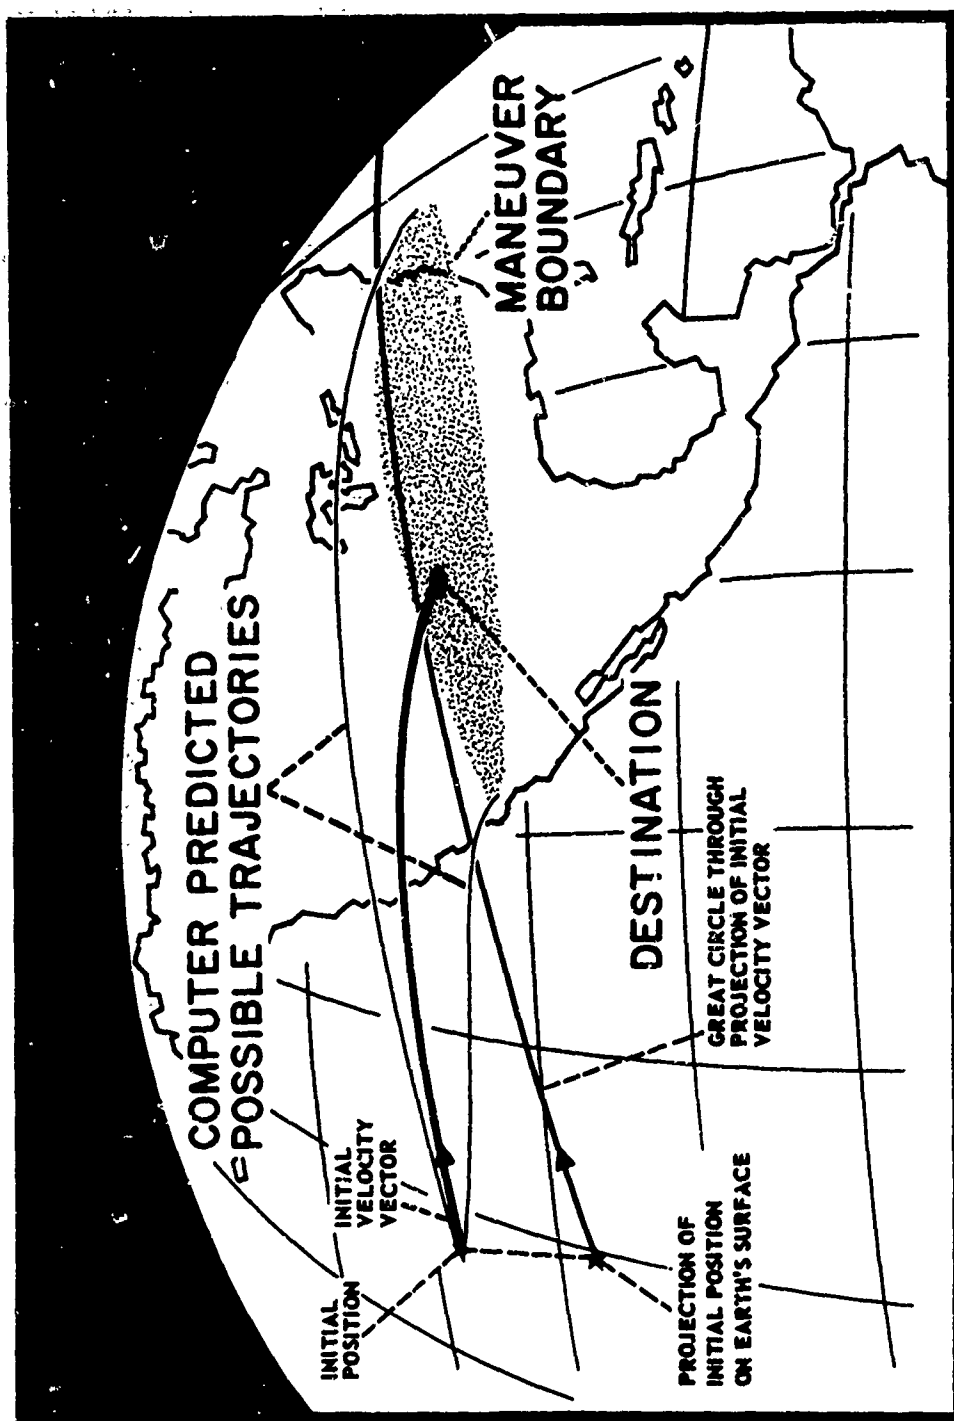 COMPUTER PREDICTED
POSSIBLE TRAJECTORIES
MANEUVER
BOUNDARY
INITIAL
POSITION
INITIAL
VELOCITY
VECTOR
DESTINATION
PROJECTION OF
INITIAL POSITION
ON EARTH'S SURFACE
GREAT CIRCLE THROUGH
PROJECTION OF INITIAL
VELOCITY VECTOR